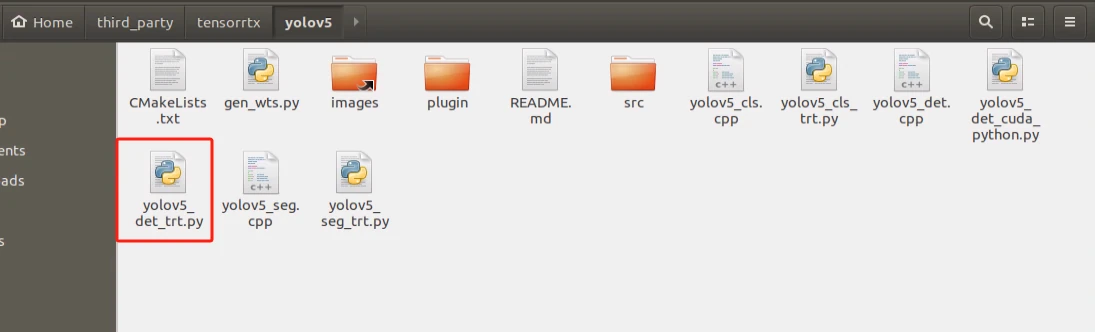 Home third_party tensorrtx yolov5
CMakeLists
.txt
gen_wts.py
images
plugin
README.
md
src
yolov5_cls.
cpp
yolov5_cls_
trt.py
yolov5_det.
cpp
yolov5_
det_cuda_
python.py
p
ents
oads
s
yolov5_
det_trt.py
yolov5_seg.
cpp
yolov5_
seg_trt.py
c++
c++
c++